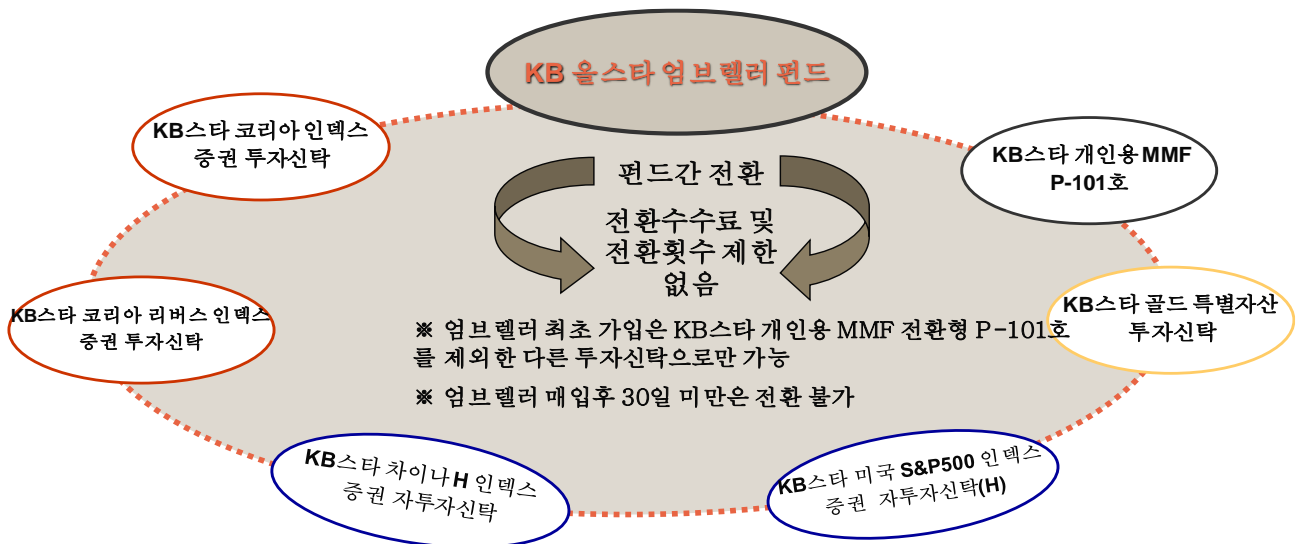 KB 올스타 엄브렐러 펀드
KB스타 코리아 인덱스
증권 투자신탁
KB스타 개인용 MMF
P-101호
펀드간 전환
전환수수료 및
전환횟수 제한
없음
KB스타 코리아 리버스 인덱스
증권 투자신탁
KB스타 골드 특별자산
투자신탁
※ 엄브렐러 최초 가입은 KB스타 개인용 MMF 전환형 P-101호
를 제외한 다른 투자신탁으로만 가능
※ 엄브렐러 매입후 30일 미만은 전환 불가
KB스타 차이나H 인덱스
증권 자투자신탁
KB스타 미국 S&P500 인덱스
증권 자투자신탁(H)